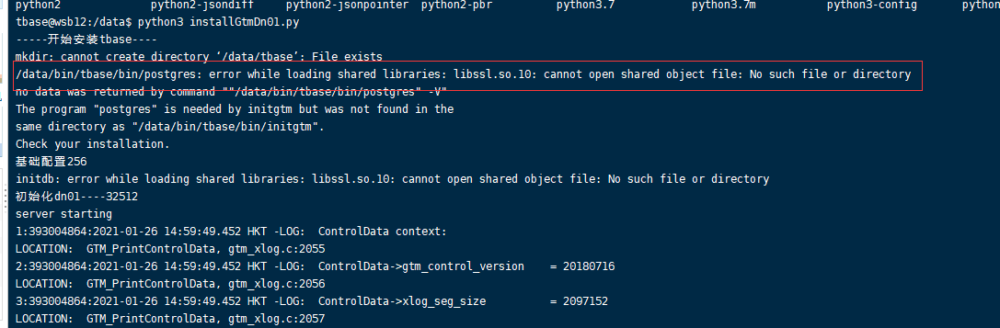 python2 python2-jsondiff python2-jsonpointer python2-pbr python3.7 python3.7m python3-config python
tbase@wsb12:/data$ python3 installGtmDn01.py
-----开始安装tbase----
mkdir: cannot create directory ‘/data/tbase’: File exists
/data/bin/tbase/bin/postgres: error while loading shared libraries: libssl.so.10: cannot open shared object file: No such file or directory
no data was returned by command ""/data/bin/tbase/bin/postgres" -V"
The program "postgres" is needed by initgtm but was not found in the
same directory as "/data/bin/tbase/bin/initgtm".
Check your installation.
基础配置256
initdb: error while loading shared libraries: libssl.so.10: cannot open shared object file: No such file or directory
初始化dn01----32512
server starting
1:393004864:2021-01-26 14:59:49.452 HKT -LOG:  ControlData context:
LOCATION:  GTM_PrintControlData, gtm_xlog.c:2055
2:393004864:2021-01-26 14:59:49.452 HKT -LOG:  ControlData->gtm_control_version    = 20180716
LOCATION:  GTM_PrintControlData, gtm_xlog.c:2056
3:393004864:2021-01-26 14:59:49.452 HKT -LOG:  ControlData->xlog_seg_size         = 2097152
LOCATION:  GTM_PrintControlData, gtm_xlog.c:2057